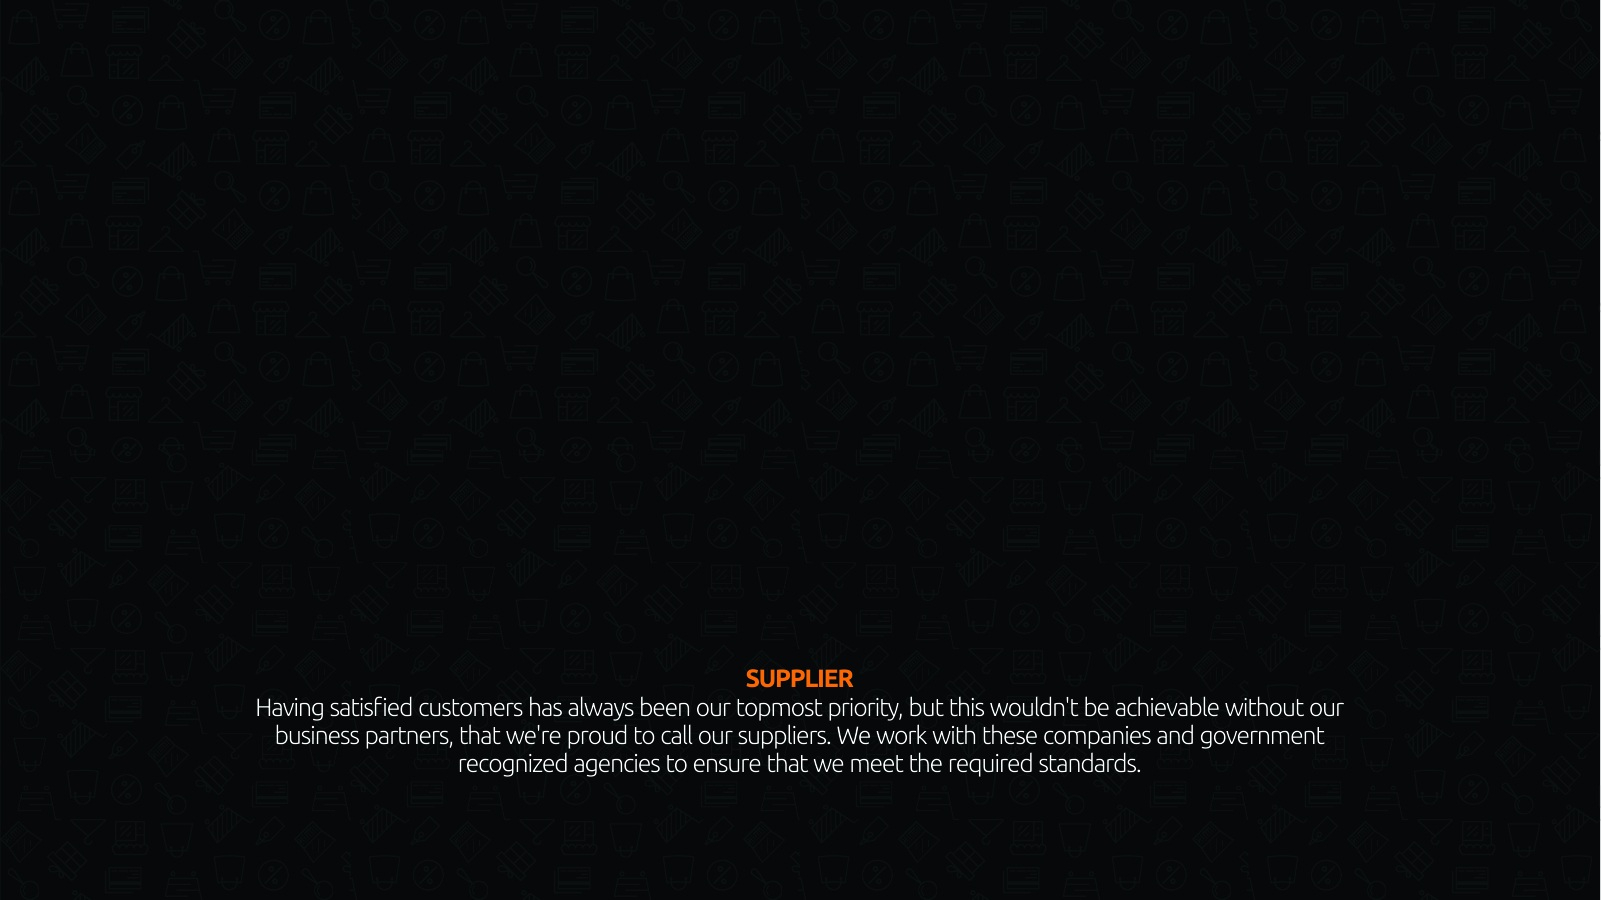 SUPPLIER
Having satisfied customers has always been our topmost priority, but this wouldn't be achievable without our
business partners, that we're proud to call our suppliers. We work with these companies and government
recognized agencies to ensure that we meet the required standards.